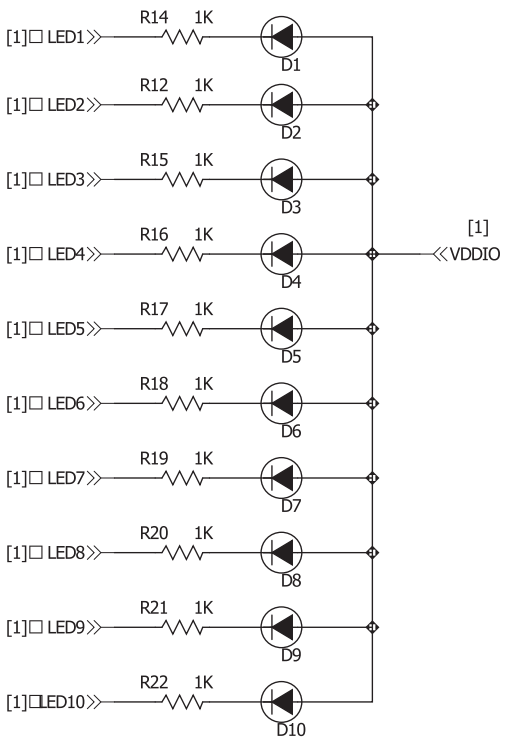 R14 1K
[1]□ LED1
D1
R12 1K
[1]□ LED2
D2
R15 1K
[1]□ LED3
D3
[1]
R16 1K
[1]□ LED4
VDDIO
D4
R17 1K
[1]□ LED5
D5
R18 1K
[1]□ LED6
D6
R19 1K
[1]□ LED7
D7
R20 1K
[1]□ LED8
D8
R21 1K
[1]□ LED9
D9
R22 1K
[1]□LED10
D10